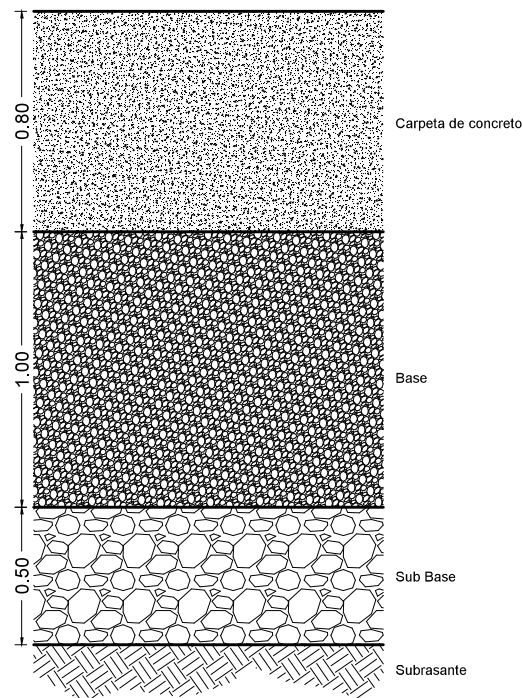 0.80
Carpeta de concreto
1.00
Base
0.50
Sub Base
Subrasante